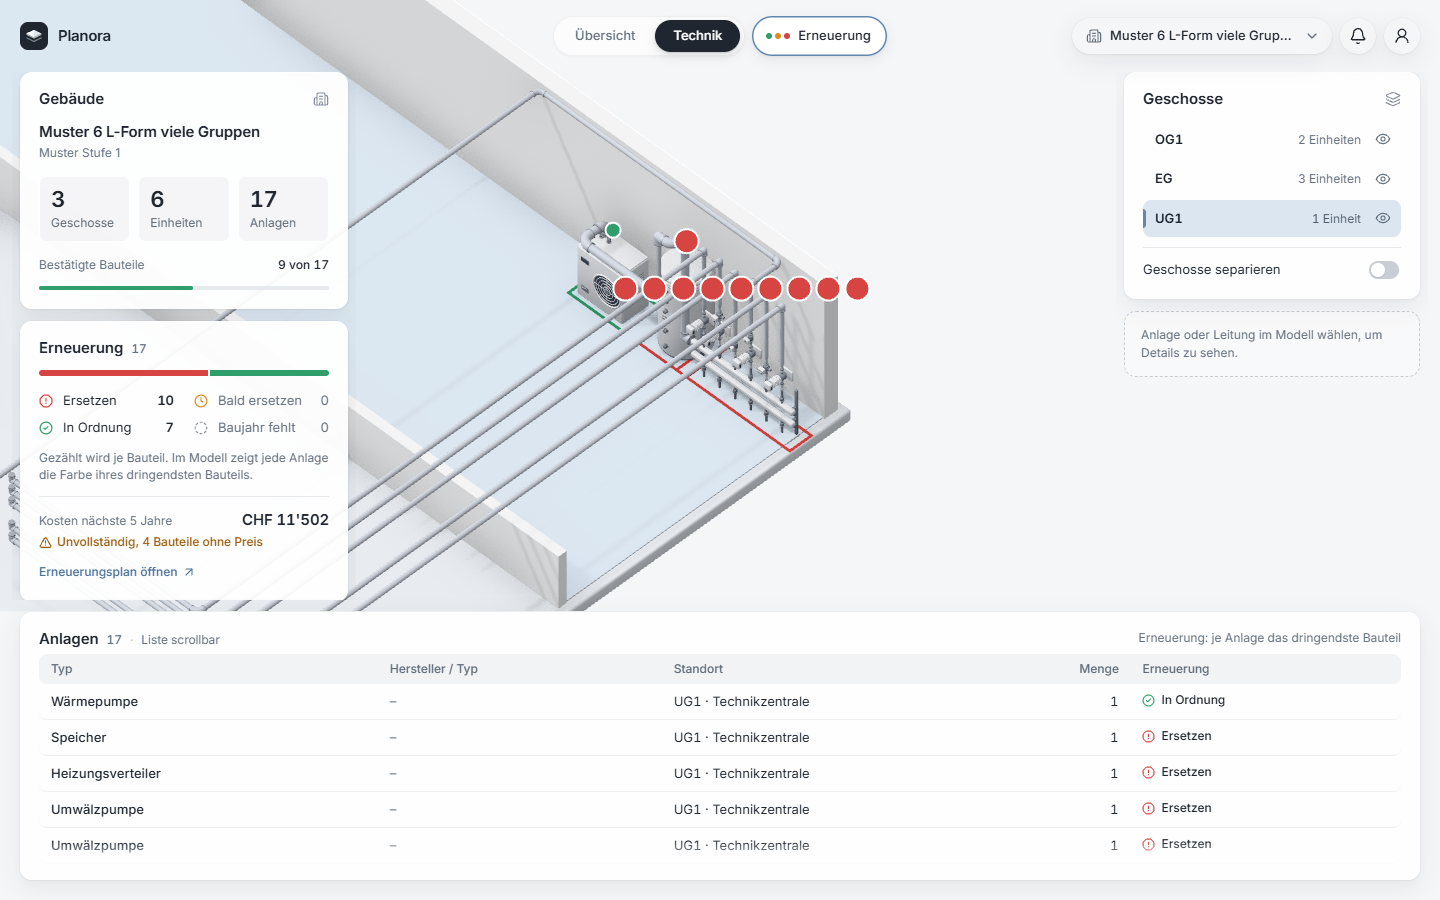 Planora
Übersicht
Technik
Erneuerung
Muster 6 L-Form viele Grup...
Gebäude
Muster 6 L-Form viele Gruppen
Muster Stufe 1
3 6 17
Geschosse Einheiten Anlagen
Bestätigte Bauteile 9 von 17
Erneuerung 17
Ersetzen 10 Bald ersetzen 0
In Ordnung 7 Baujahr fehlt 0
Gezählt wird je Bauteil. Im Modell zeigt jede Anlage
die Farbe ihres dringendsten Bauteils.
Kosten nächste 5 Jahre CHF 11'502
Unvollständig, 4 Bauteile ohne Preis
Erneuerungsplan öffnen
Geschosse
OG1 2 Einheiten
EG 3 Einheiten
UG1 1 Einheit
Geschosse separieren
Anlage oder Leitung im Modell wählen, um
Details zu sehen.
Anlagen 17 · Liste scrollbar Erneuerung: je Anlage das dringendste Bauteil
Typ Hersteller / Typ Standort Menge Erneuerung
Wärmepumpe – UG1 · Technikzentrale 1 In Ordnung
Speicher – UG1 · Technikzentrale 1 Ersetzen
Heizungsverteiler – UG1 · Technikzentrale 1 Ersetzen
Umwälzpumpe – UG1 · Technikzentrale 1 Ersetzen
Umwälzpumpe – UG1 · Technikzentrale 1 Ersetzen